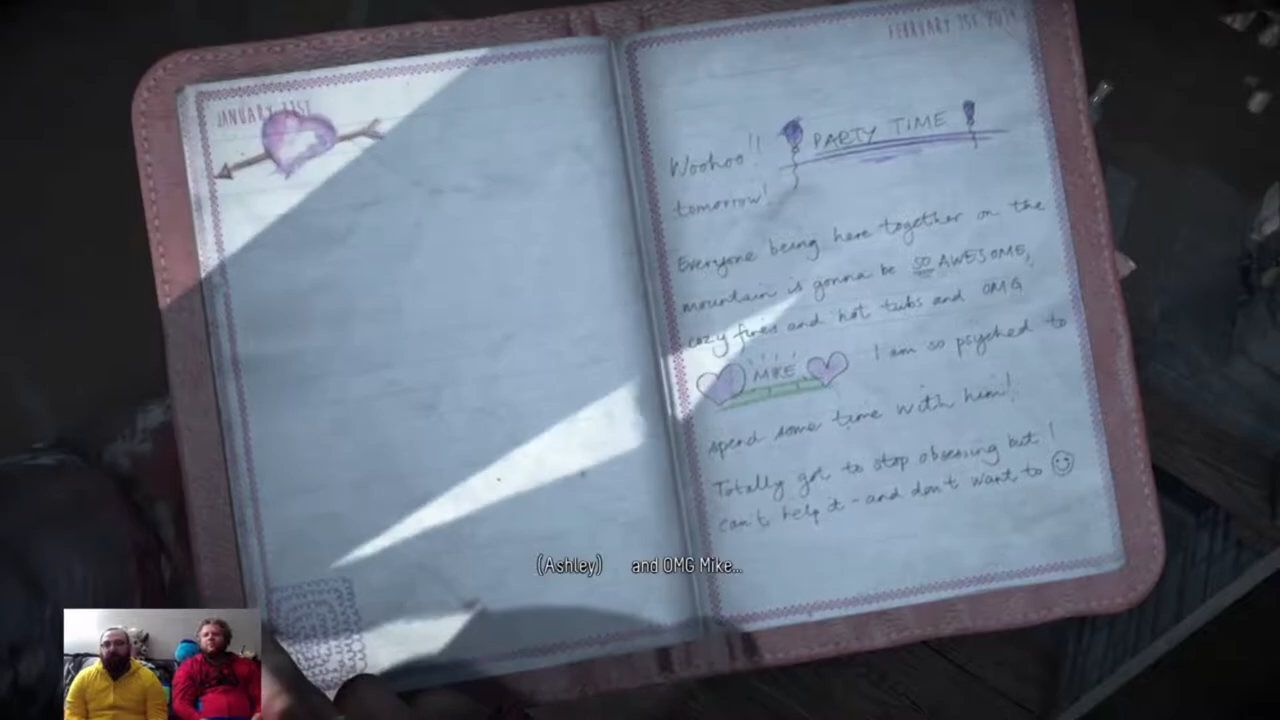 JANUARY 31ST
FEBRUARY 1ST 2014
Woohoo!! PARTY TIME
tomorrow!
Everyone being here together on the
mountain is gonna be SO AWESOME,
cozy fires and hot tubs and OMG
MIKE I am so psyched to
spend some time with him!
Totally got to stop obsessing but I
can't help it - and don't want to
(Ashley) and OMG Mike...